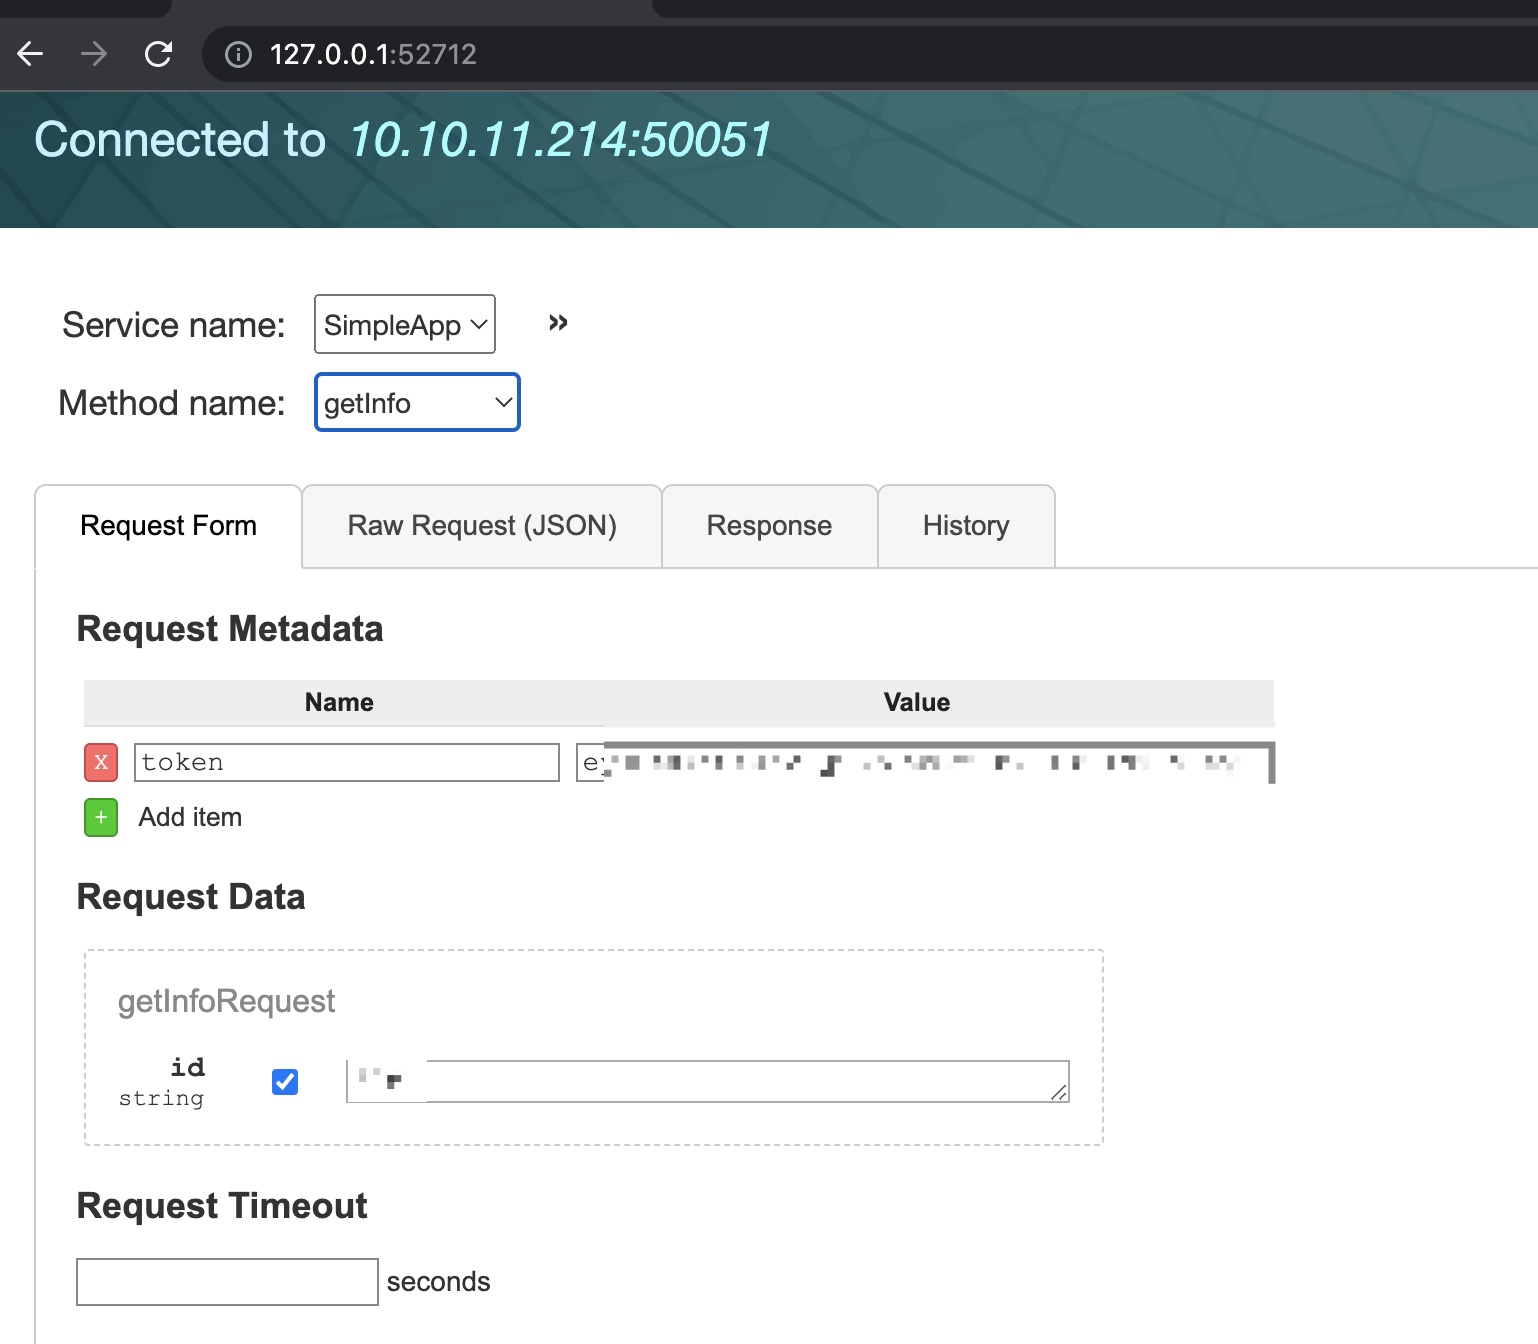 127.0.0.1:52712
Connected to 10.10.11.214:50051
Service name: SimpleApp »
Method name: getInfo
Request Form Raw Request (JSON) Response History
Request Metadata
Name Value
X token
+ Add item
Request Data
getInfoRequest
id
string
Request Timeout
seconds